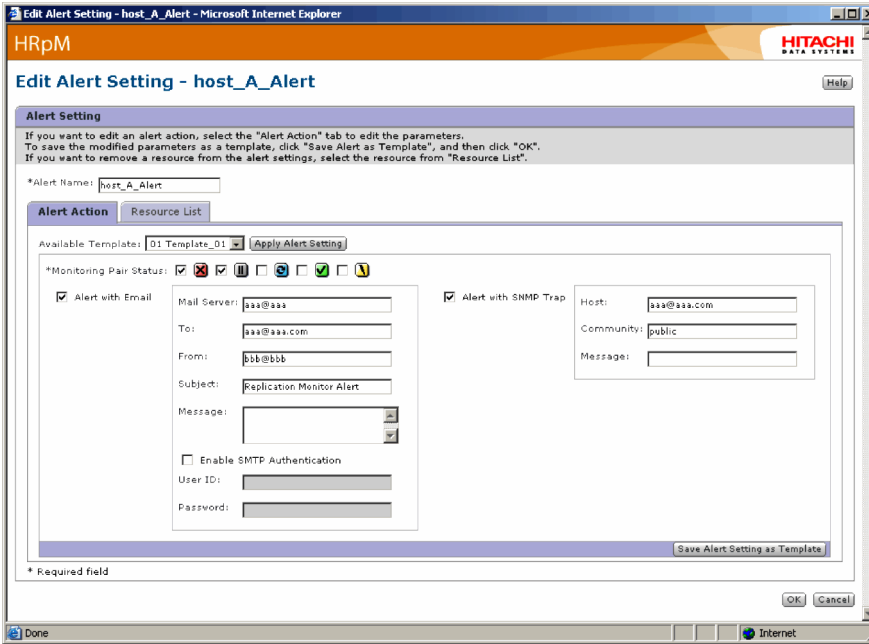 Edit Alert Setting - host_A_Alert - Microsoft Internet Explorer
HRpM
HITACHI
DATA SYSTEMS
Edit Alert Setting - host_A_Alert
Help
Alert Setting
If you want to edit an alert action, select the "Alert Action" tab to edit the parameters.
To save the modified parameters as a template, click "Save Alert as Template", and then click "OK".
If you want to remove a resource from the alert settings, select the resource from "Resource List".
*Alert Name: host_A_Alert
Alert Action Resource List
Available Template: 01 Template_01 Apply Alert Setting
*Monitoring Pair Status:
Alert with Email
Mail Server: aaa@aaa
To: aaa@aaa.com
From: bbb@bbb
Subject: Replication Monitor Alert
Message:
Enable SMTP Authentication
User ID:
Password:
Alert with SNMP Trap
Host: aaa@aaa.com
Community: public
Message:
Save Alert Setting as Template
* Required field
OK Cancel
Done Internet